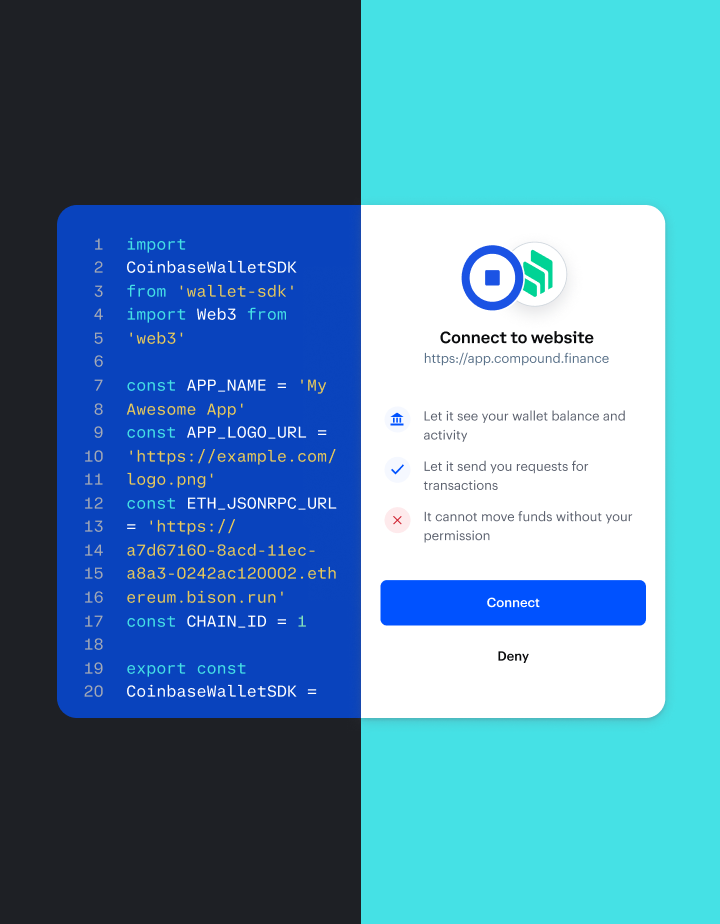 1 import
2 CoinbaseWalletSDK
3 from 'wallet-sdk'
4 import Web3 from
5 'web3'
6
7 const APP_NAME = 'My
8 Awesome App'
9 const APP_LOGO_URL =
10 'https://example.com/
11 logo.png'
12 const ETH_JSONRPC_URL
13 = 'https://
14 a7d67160-8acd-11ec-
15 a8a3-0242ac120002.eth
16 ereum.bison.run'
17 const CHAIN_ID = 1
18
19 export const
20 CoinbaseWalletSDK =
Connect to website
https://app.compound.finance
Let it see your wallet balance and
activity
Let it send you requests for
transactions
It cannot move funds without your
permission
Connect
Deny